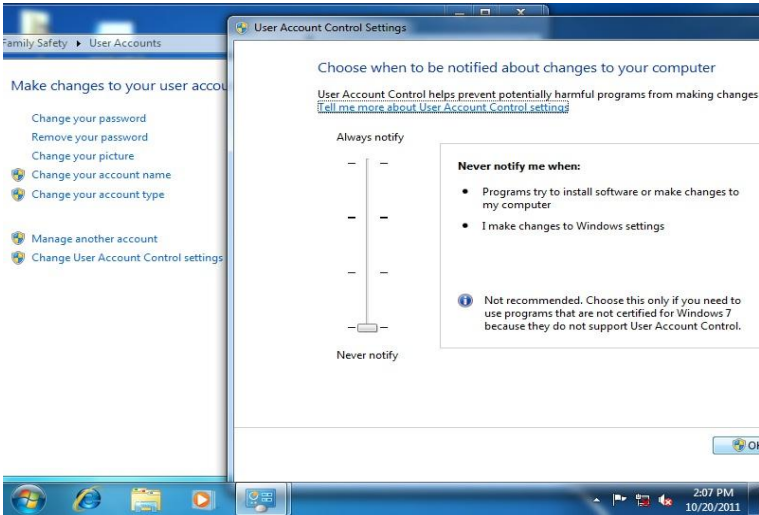 Family Safety ▸ User Accounts
Make changes to your user accou
Change your password
Remove your password
Change your picture
Change your account name
Change your account type
Manage another account
Change User Account Control settings
User Account Control Settings
Choose when to be notified about changes to your computer
User Account Control helps prevent potentially harmful programs from making changes
Tell me more about User Account Control settings
Always notify
Never notify
Never notify me when:
• Programs try to install software or make changes to
my computer
• I make changes to Windows settings
Not recommended. Choose this only if you need to
use programs that are not certified for Windows 7
because they do not support User Account Control.
OK
2:07 PM
10/20/2011